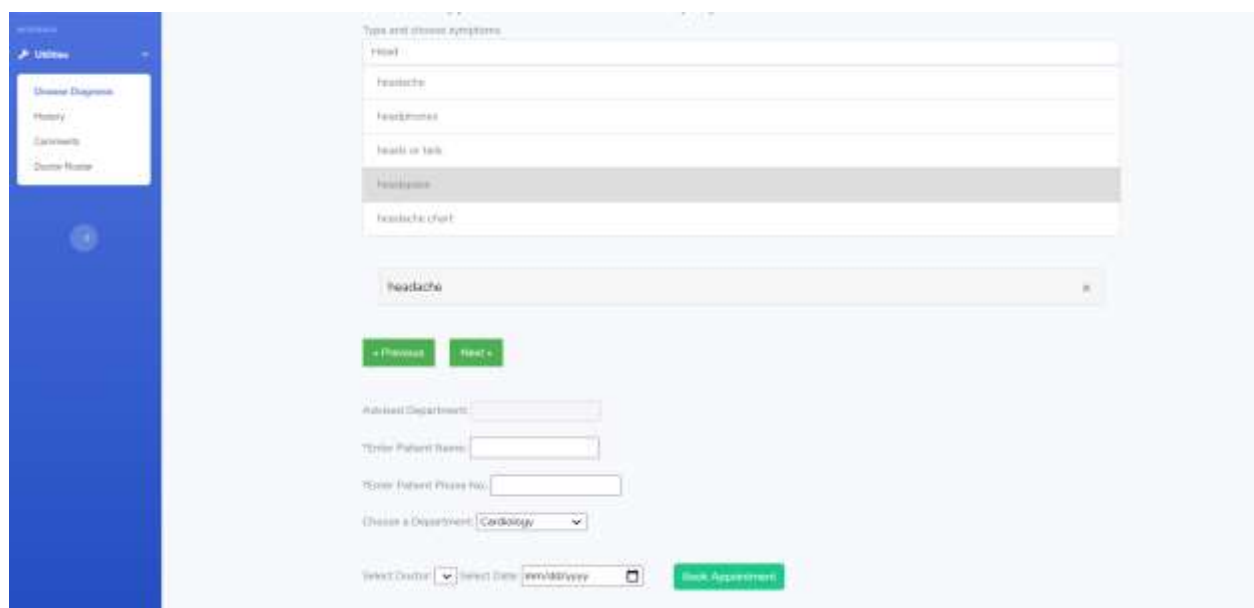 Utilities
Disease Diagnosis
History
Comments
Doctor Roster
Type and choose symptoms
Head
headache
headphones
heads or tails
headspace
headache chart
headache ×
« Previous Next »
Advised Department:
*Enter Patient Name:
*Enter Patient Phone No.:
Choose a Department: Cardiology
Select Doctor: Select Date: mm/dd/yyyy Book Appointment